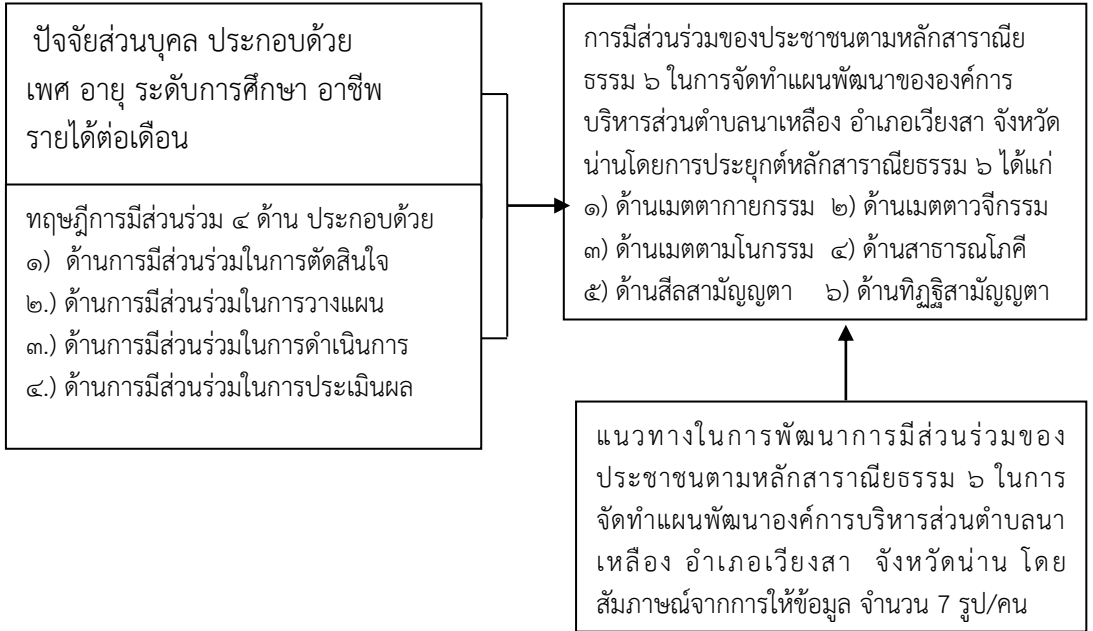 ปัจจัยส่วนบุคล ประกอบด้วย
เพศ อายุ ระดับการศึกษา อาชีพ
รายได้ต่อเดือน
ทฤษฎีการมีส่วนร่วม ๔ ด้าน ประกอบด้วย
๑) ด้านการมีส่วนร่วมในการตัดสินใจ
๒.) ด้านการมีส่วนร่วมในการวางแผน
๓.) ด้านการมีส่วนร่วมในการดำเนินการ
๔.) ด้านการมีส่วนร่วมในการประเมินผล
การมีส่วนร่วมของประชาชนตามหลักสาราณีย
ธรรม ๖ ในการจัดทำแผนพัฒนาขององค์การ
บริหารส่วนตำบลนาเหลือง อำเภอเวียงสา จังหวัด
น่านโดยการประยุกต์หลักสาราณียธรรม ๖ ได้แก่
๑) ด้านเมตตากายกรรม ๒) ด้านเมตตาวจีกรรม
๓) ด้านเมตตามโนกรรม ๔) ด้านสาธารณโภคี
๕) ด้านสีลสามัญญตา ๖) ด้านทิฏฐิสามัญญตา
แนวทางในการพัฒนาการมีส่วนร่วมของ
ประชาชนตามหลักสาราณียธรรม ๖ ในการ
จัดทำแผนพัฒนาองค์การบริหารส่วนตำบลนา
เหลือง อำเภอเวียงสา จังหวัดน่าน โดย
สัมภาษณ์จากการให้ข้อมูล จำนวน 7 รูป/คน